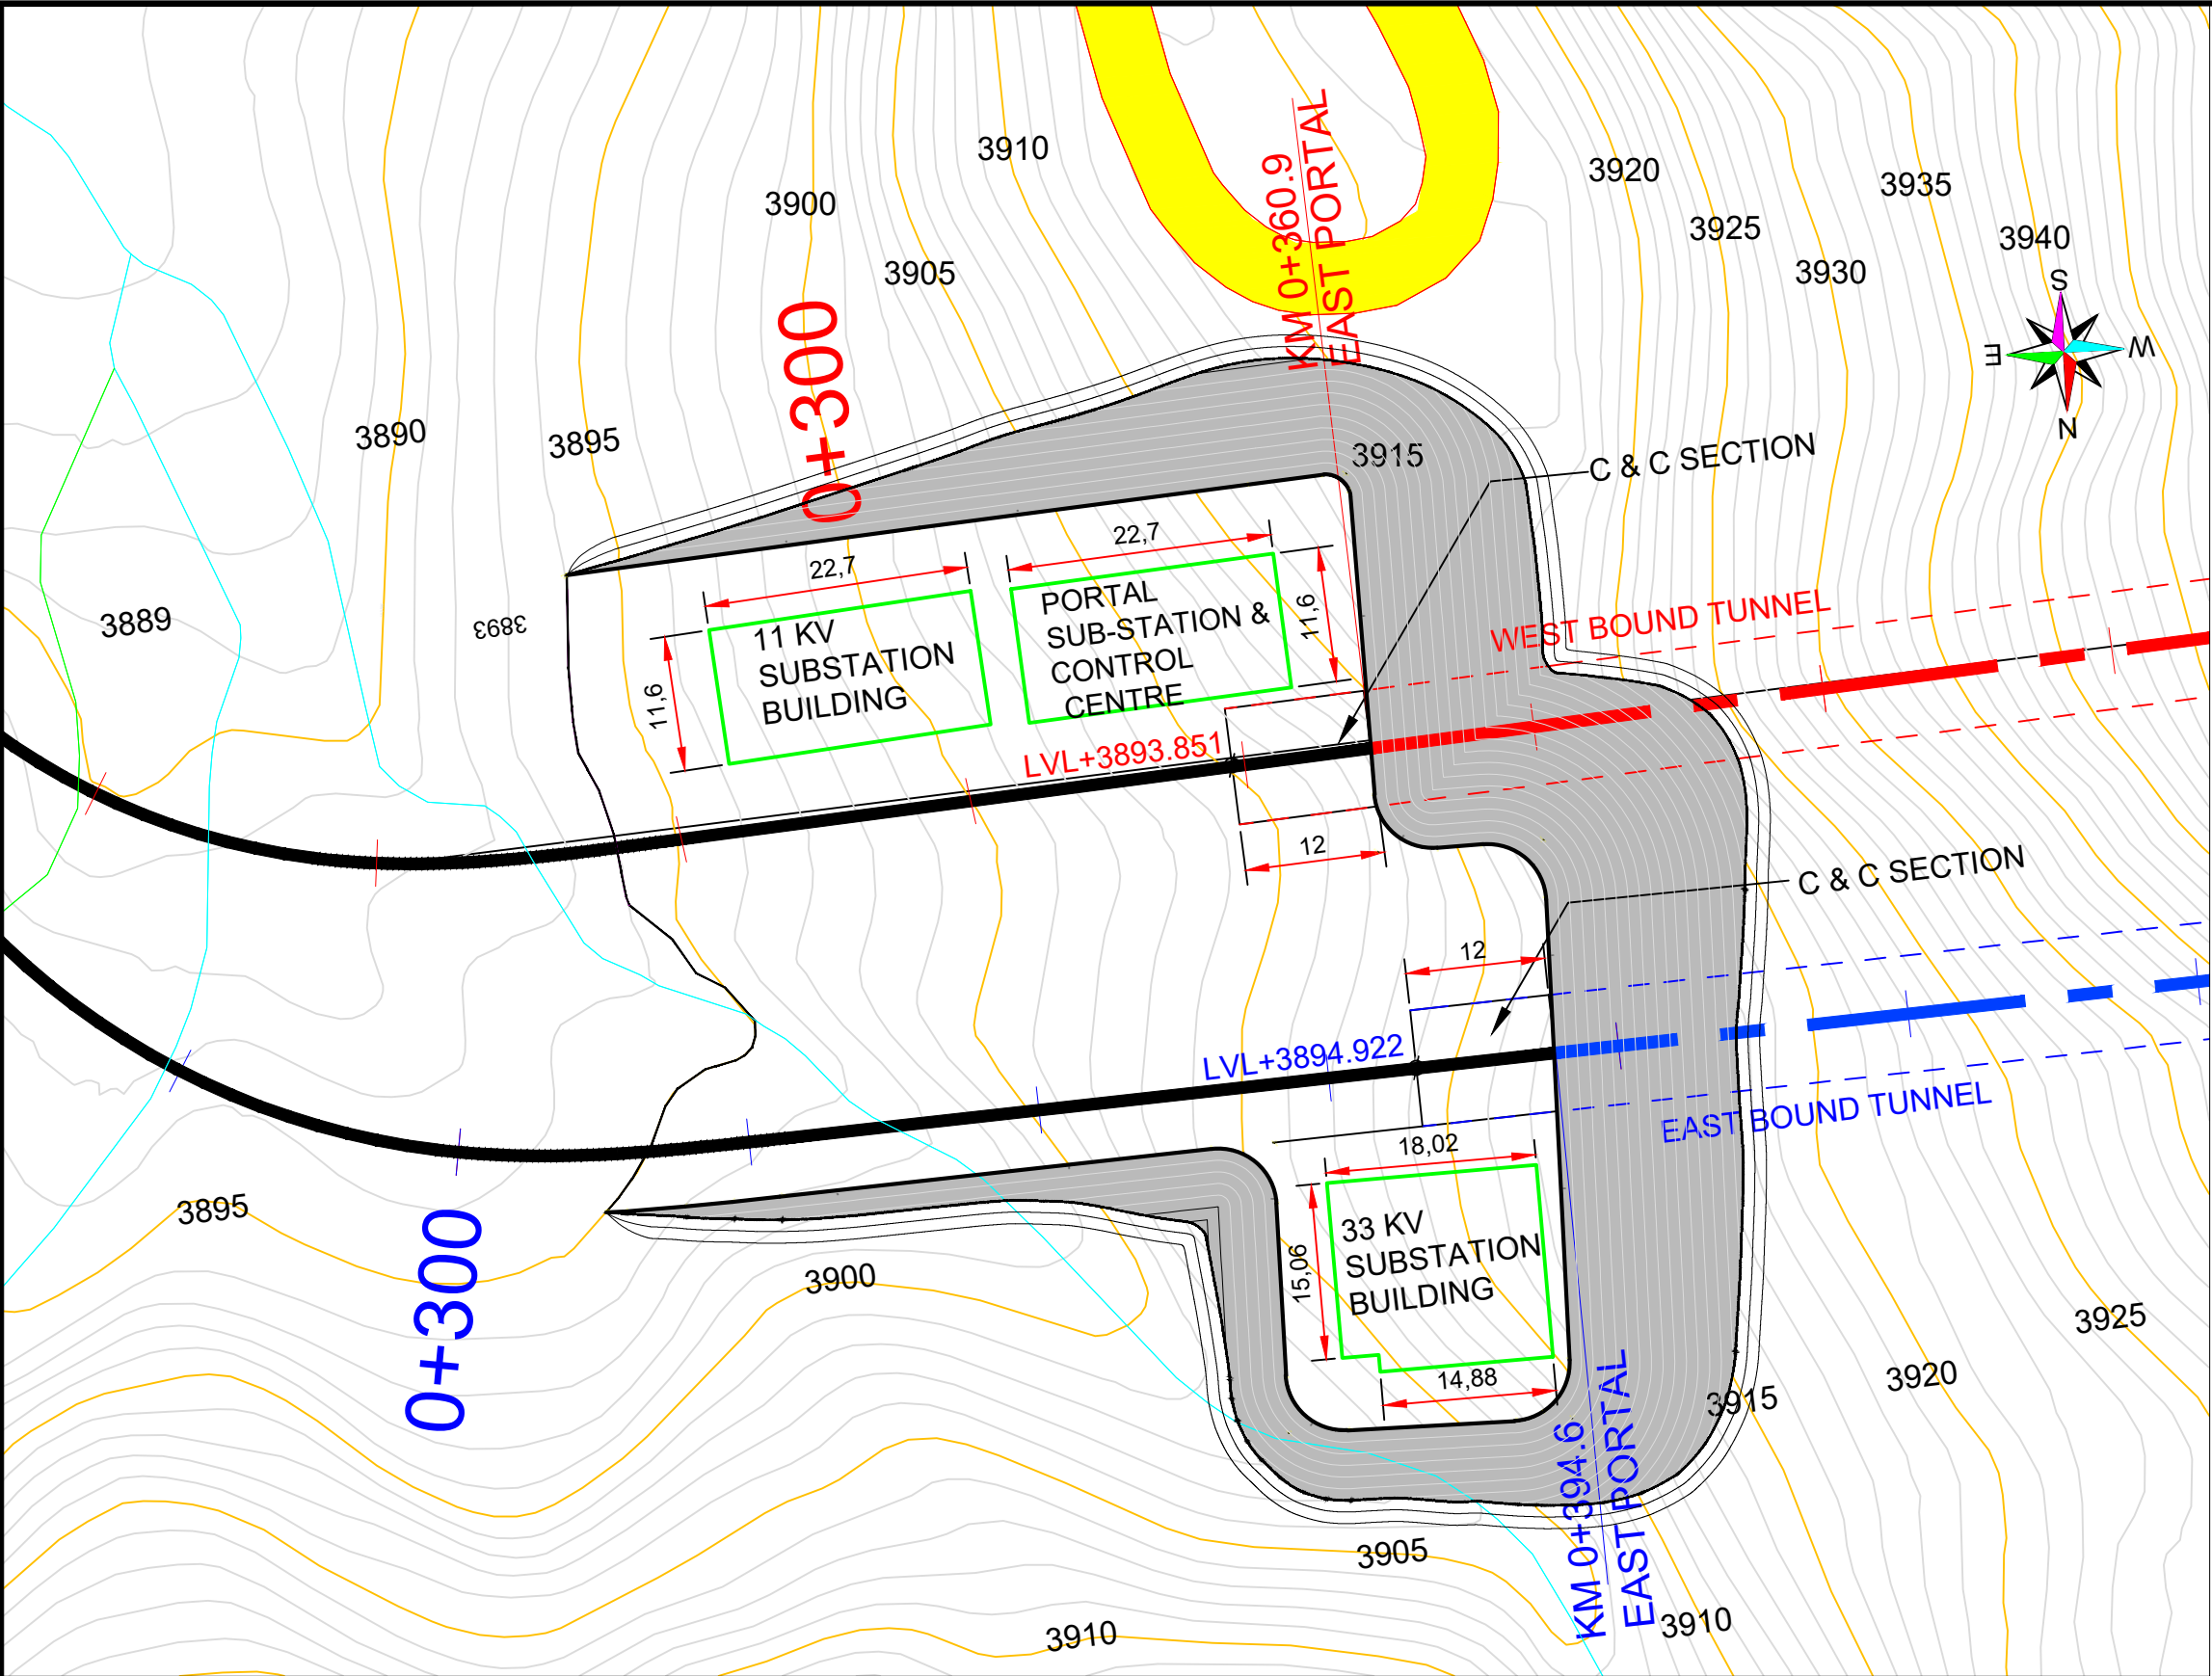 3910
3920
3935
3900
3925
3940
3905
3930
KM 0+360.9
EAST PORTAL
S
E
W
N
0+300
3890
3895
3915
C & C SECTION
3889
3893
22,7
22,7
11 KV
SUBSTATION
BUILDING
11,6
PORTAL
SUB-STATION &
CONTROL
CENTRE
11,6
WEST BOUND TUNNEL
LVL+3893.851
12
C & C SECTION
12
LVL+3894.922
EAST BOUND TUNNEL
18,02
33 KV
SUBSTATION
BUILDING
15,06
14,88
3895
0+300
3900
3925
3920
3915
KM 0+394.6
EAST PORTAL
3905
3910
3910